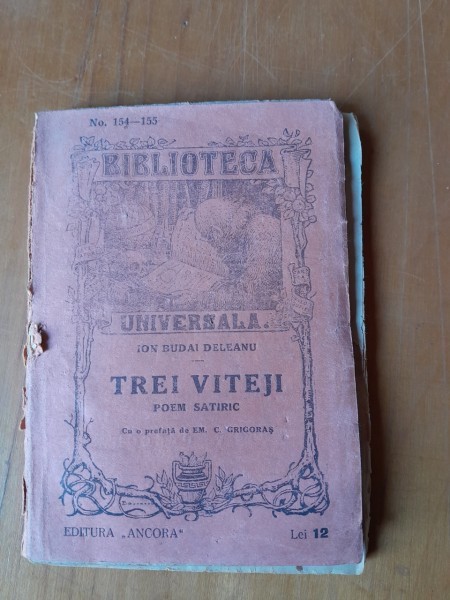 No. 154—155
BIBLIOTECA
UNIVERSALA.
ION BUDAI DELEANU
TREI VITEJI
POEM SATIRIC
Cu o prefață de EM. C. GRIGORAȘ
EDITURA „ANCORA"
Lei 12